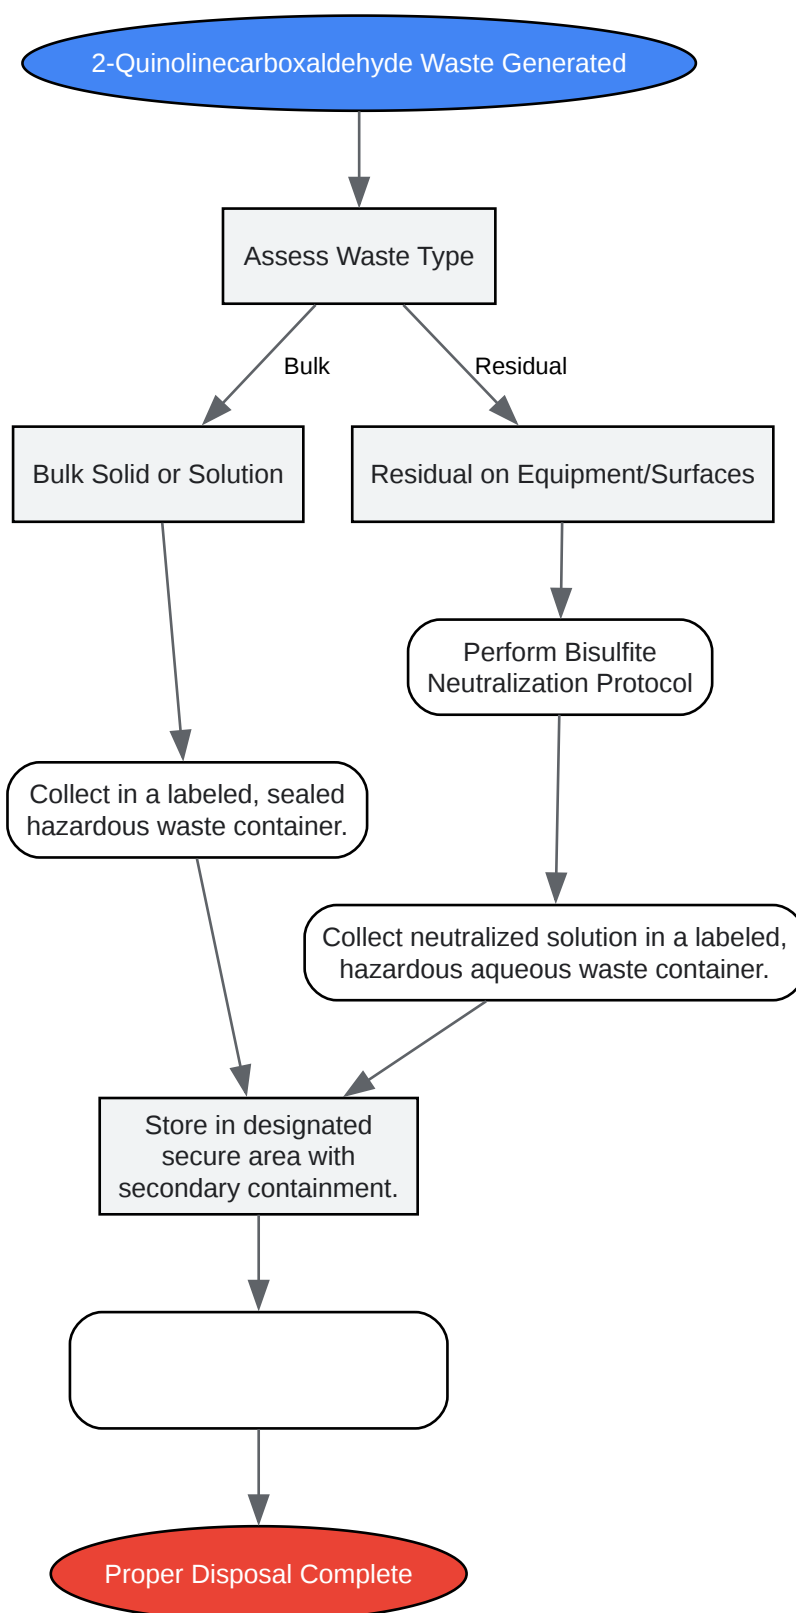 2-Quinolinecarboxaldehyde Waste Generated
Assess Waste Type
Bulk
Residual
Bulk Solid or Solution
Residual on Equipment/Surfaces
Perform Bisulfite
Neutralization Protocol
Collect in a labeled, sealed
hazardous waste container.
Collect neutralized solution in a labeled,
hazardous aqueous waste container.
Store in designated
secure area with
secondary containment.
Proper Disposal Complete